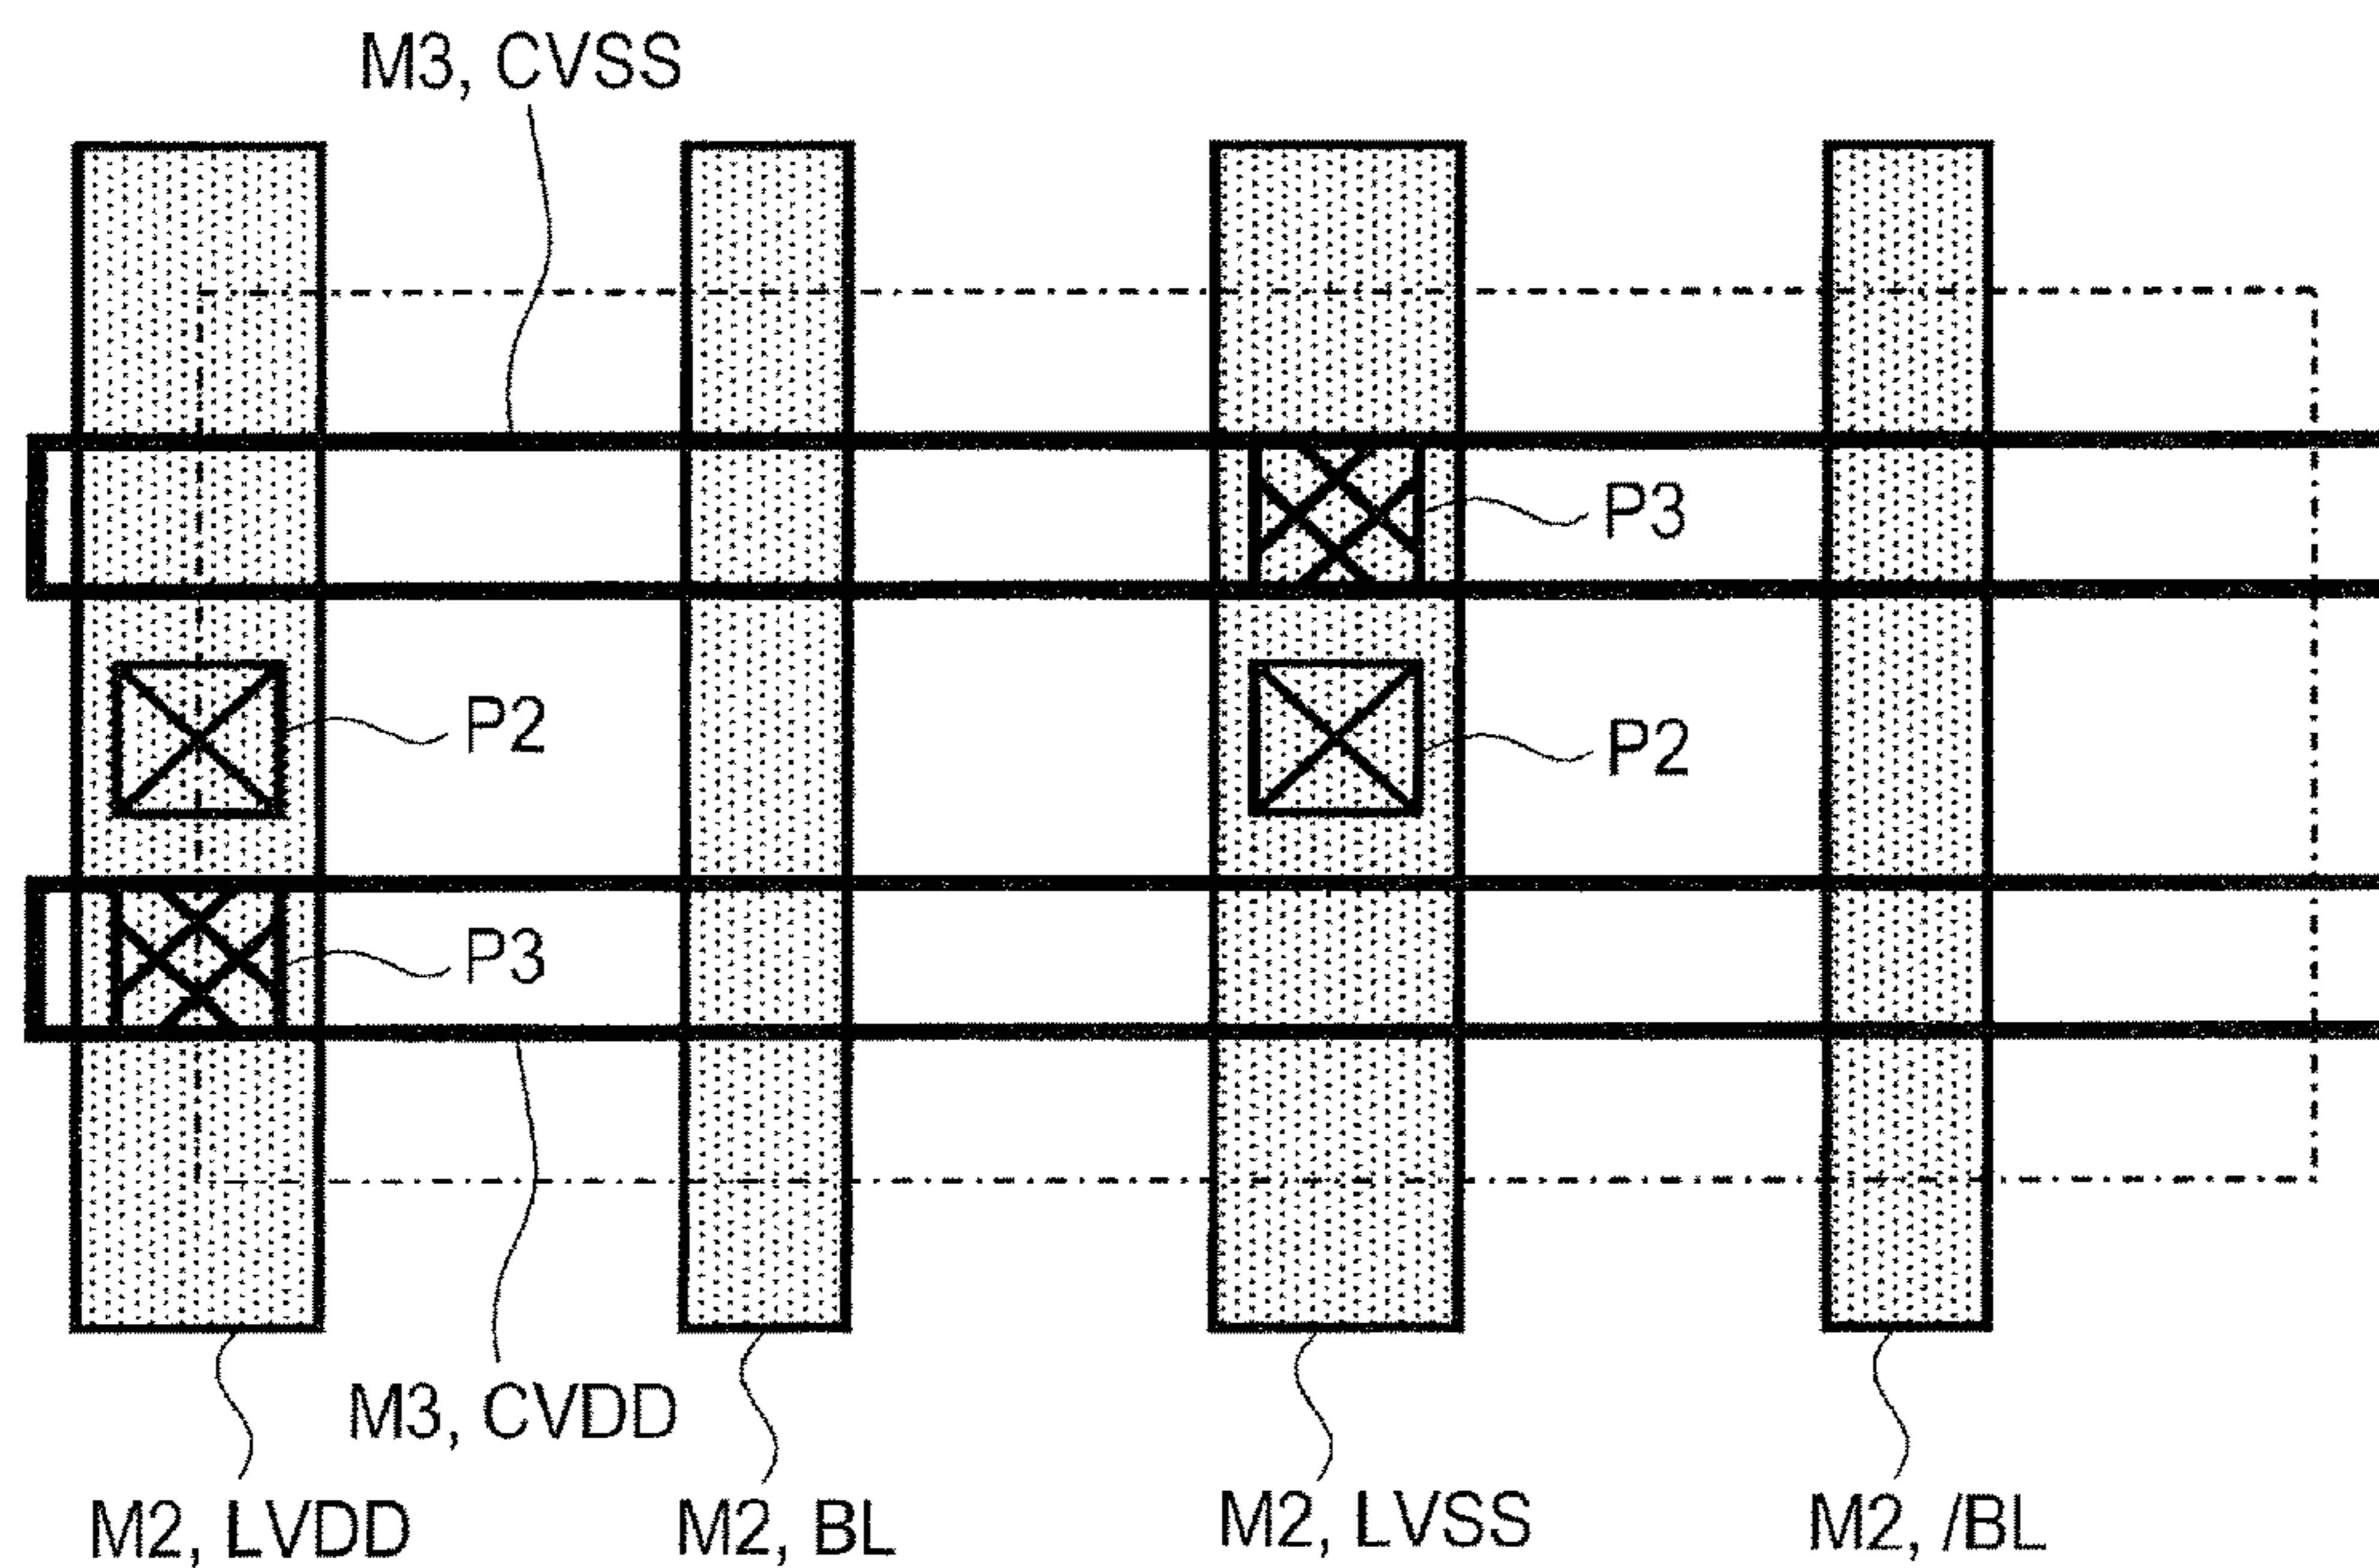 M3, CVSS
P3
P2
P2
P3
M3, CVDD
M2, LVDD
M2, BL
M2, LVSS
M2, /BL